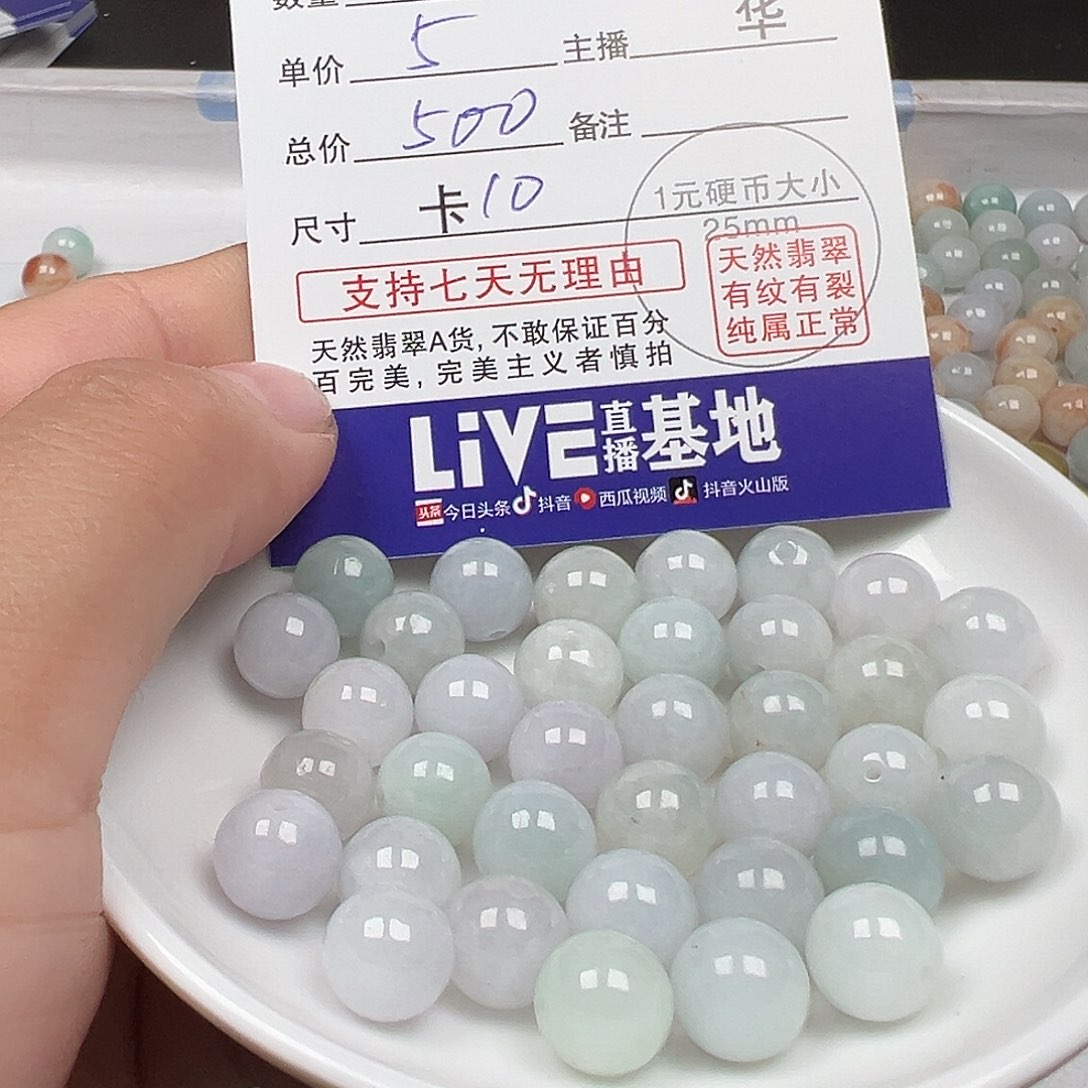 数量
单价 5 主播 华
总价 500 备注
尺寸 卡10
1元硬币大小
25mm
支持七天无理由
天然翡翠
有纹有裂
纯属正常
天然翡翠A货,不敢保证百分
百完美,完美主义者慎拍
LiVE直播基地
头条 今日头条 抖音 西瓜视频 抖音火山版